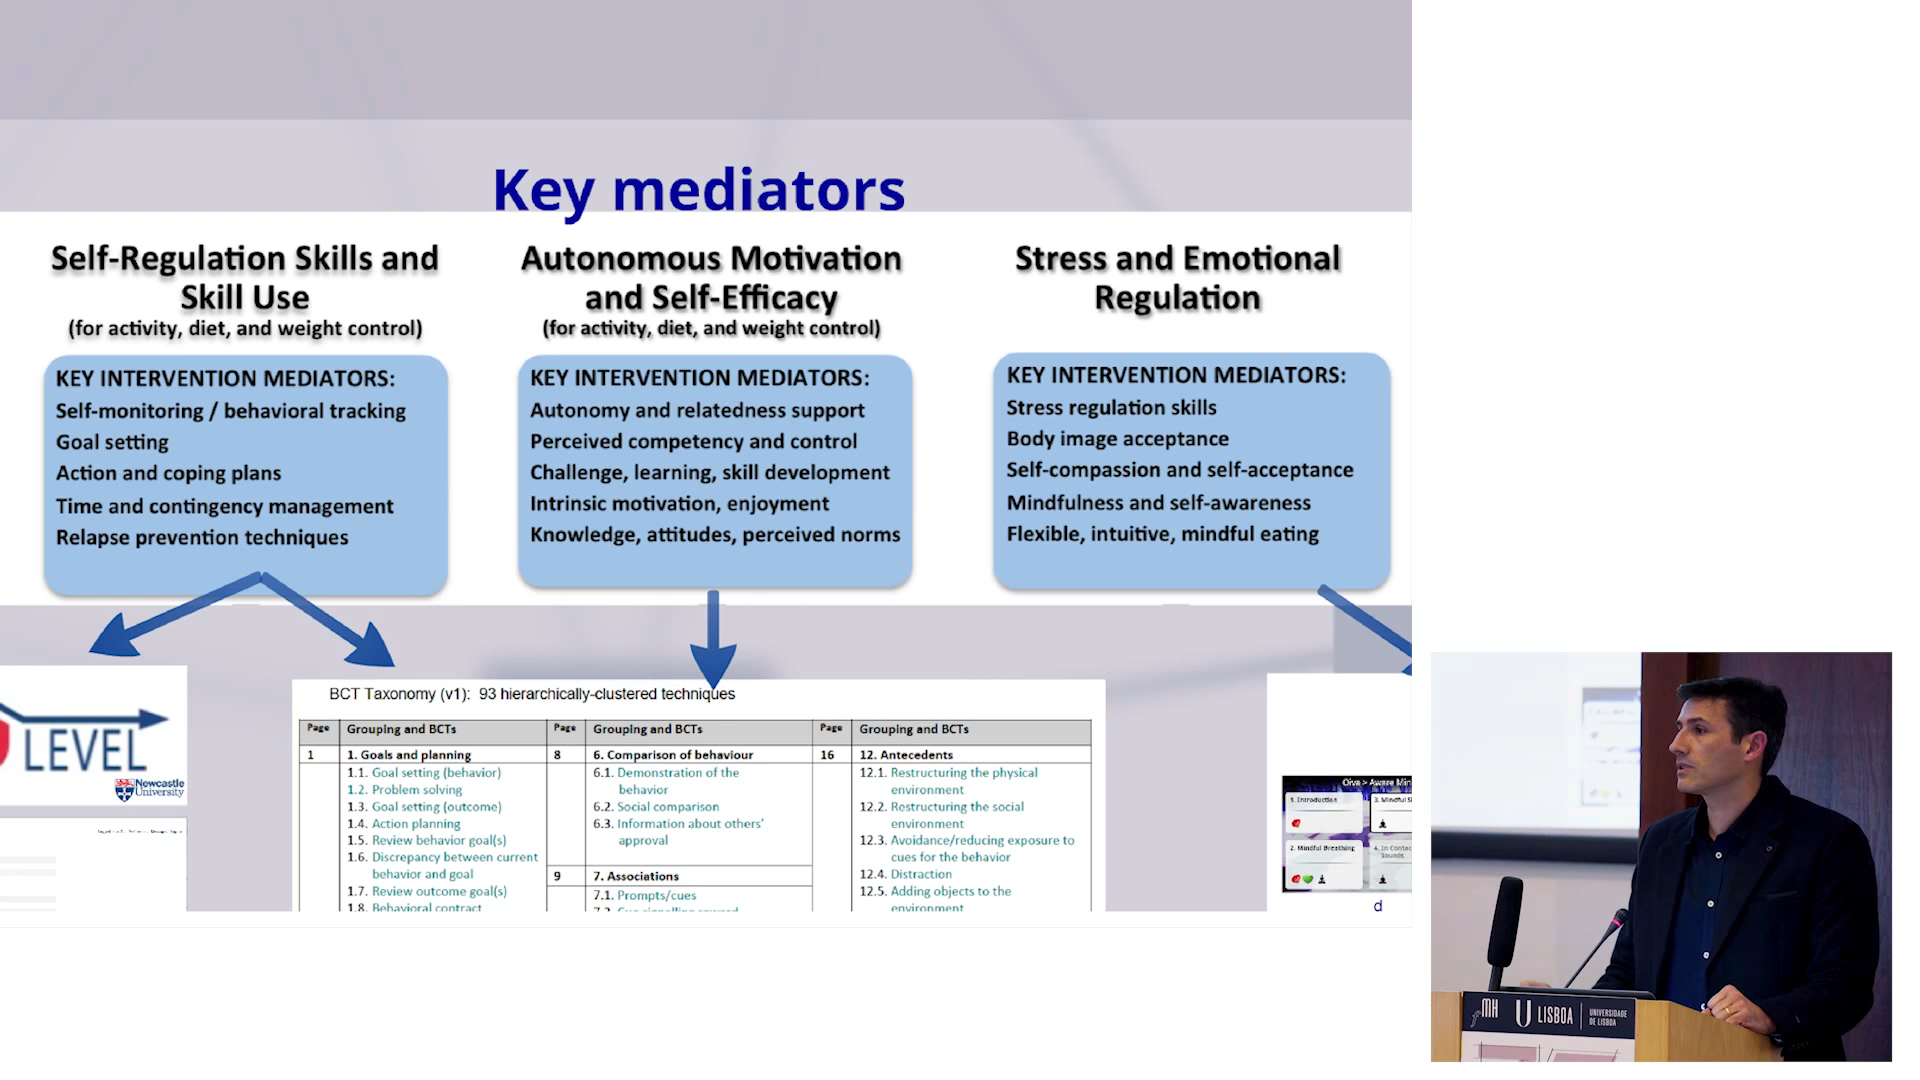 Key mediators
Self-Regulation Skills and
Skill Use
(for activity, diet, and weight control)
KEY INTERVENTION MEDIATORS:
Self-monitoring / behavioral tracking
Goal setting
Action and coping plans
Time and contingency management
Relapse prevention techniques
Autonomous Motivation
and Self-Efficacy
(for activity, diet, and weight control)
KEY INTERVENTION MEDIATORS:
Autonomy and relatedness support
Perceived competency and control
Challenge, learning, skill development
Intrinsic motivation, enjoyment
Knowledge, attitudes, perceived norms
Stress and Emotional
Regulation
KEY INTERVENTION MEDIATORS:
Stress regulation skills
Body image acceptance
Self-compassion and self-acceptance
Mindfulness and self-awareness
Flexible, intuitive, mindful eating
LEVEL
Newcastle
University
BCT Taxonomy (v1): 93 hierarchically-clustered techniques
Page Grouping and BCTs Page Grouping and BCTs Page Grouping and BCTs
1 1. Goals and planning
1.1. Goal setting (behavior)
1.2. Problem solving
1.3. Goal setting (outcome)
1.4. Action planning
1.5. Review behavior goal(s)
1.6. Discrepancy between current
behavior and goal
1.7. Review outcome goal(s)
1.8. Behavioral contract
8 6. Comparison of behaviour
6.1. Demonstration of the
behavior
6.2. Social comparison
6.3. Information about others'
approval
9 7. Associations
7.1. Prompts/cues
16 12. Antecedents
12.1. Restructuring the physical
environment
12.2. Restructuring the social
environment
12.3. Avoidance/reducing exposure to
cues for the behavior
12.4. Distraction
12.5. Adding objects to the
environment
Oiva > Aware Min
1. Introduction
3. Mindful
2. Mindful Breathing
4. In Contac
Sounds
d
fMH
U LISBOA
UNIVERSIDADE
DE LISBOA